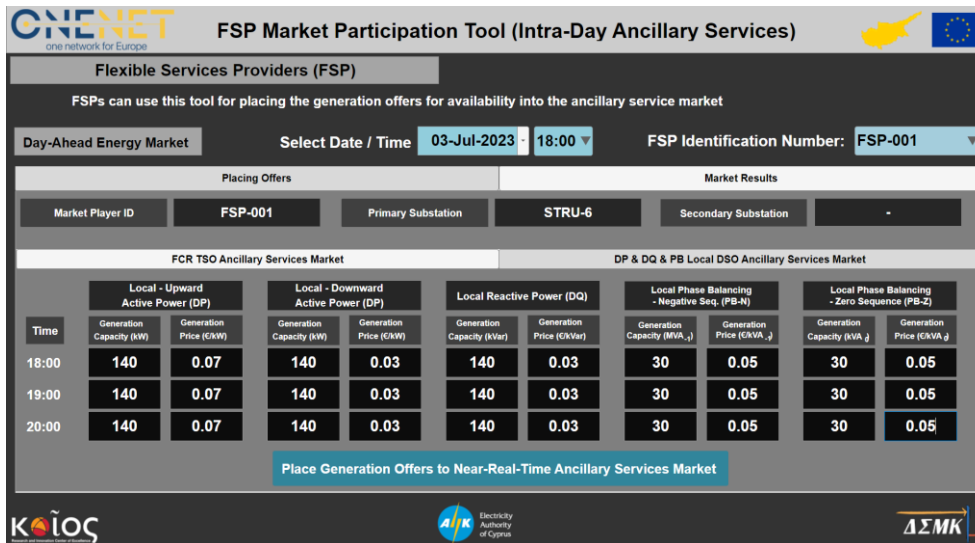 ONENET
one network for Europe
FSP Market Participation Tool (Intra-Day Ancillary Services)
Flexible Services Providers (FSP)
FSPs can use this tool for placing the generation offers for availability into the ancillary service market
Day-Ahead Energy Market Select Date / Time 03-Jul-2023 18:00 FSP Identification Number: FSP-001
Placing Offers Market Results
Market Player ID FSP-001 Primary Substation STRU-6 Secondary Substation -
FCR TSO Ancillary Services Market DP & DQ & PB Local DSO Ancillary Services Market
Local - Upward Active Power (DP) Local - Downward Active Power (DP) Local Reactive Power (DQ) Local Phase Balancing - Negative Seq. (PB-N) Local Phase Balancing - Zero Sequence (PB-Z)
Time Generation Capacity (kW) Generation Price (€/kW) Generation Capacity (kW) Generation Price (€/kW) Generation Capacity (kVar) Generation Price (€/kVar) Generation Capacity (MVA-1) Generation Price (€/kVA-1) Generation Capacity (kVA 0) Generation Price (€/kVA 0)
18:00 140 0.07 140 0.03 140 0.03 30 0.05 30 0.05
19:00 140 0.07 140 0.03 140 0.03 30 0.05 30 0.05
20:00 140 0.07 140 0.03 140 0.03 30 0.05 30 0.05
Place Generation Offers to Near-Real-Time Ancillary Services Market
κοῖος
Research and Innovation Center of Excellence
ΑΗΚ
Electricity
Authority
of Cyprus
ΔΣΜΚ